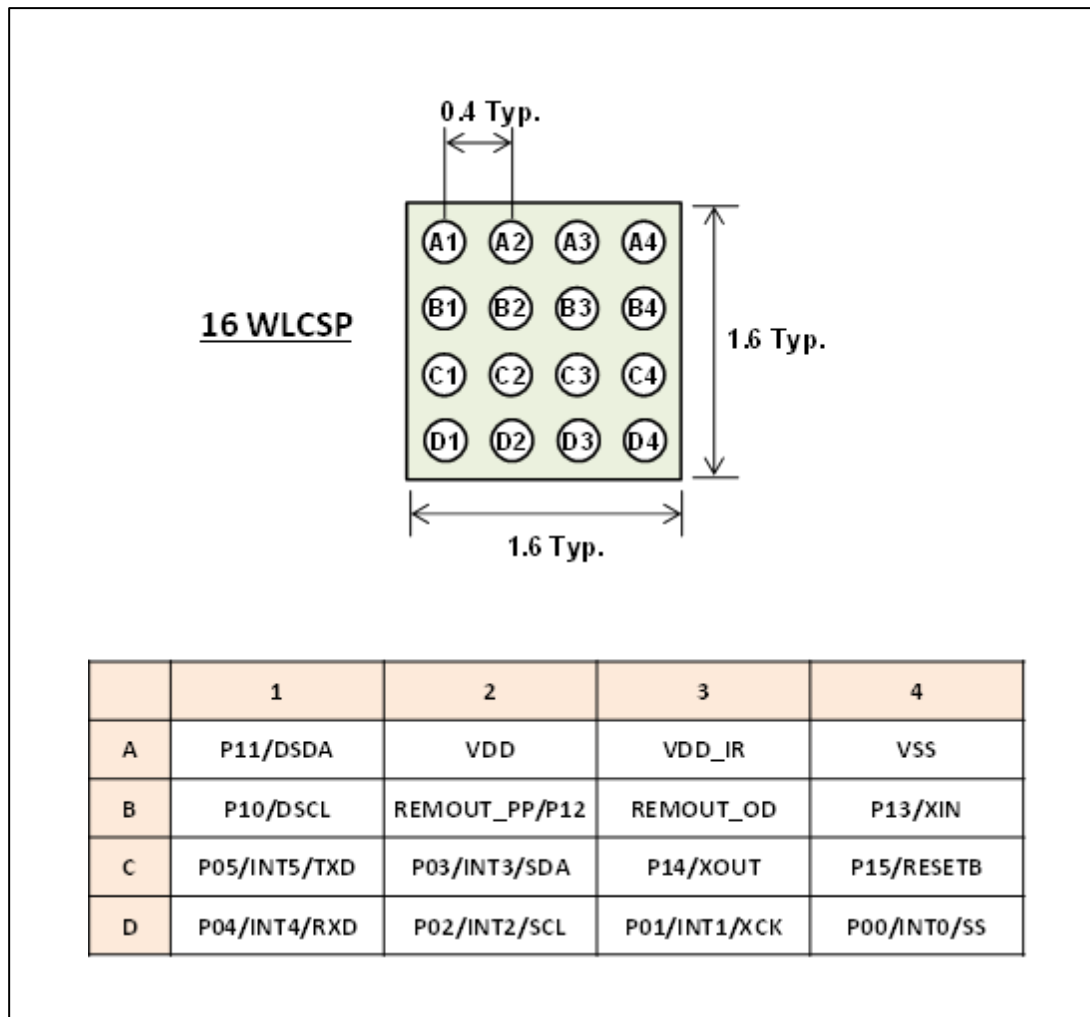 0.4 Typ.
A1 A2 A3 A4
B1 B2 B3 B4
16 WLCSP
1.6 Typ.
C1 C2 C3 C4
D1 D2 D3 D4
1.6 Typ.
1 2 3 4
A P11/DSDA VDD VDD_IR VSS
B P10/DSCL REMOUT_PP/P12 REMOUT_OD P13/XIN
C P05/INT5/TXD P03/INT3/SDA P14/XOUT P15/RESETB
D P04/INT4/RXD P02/INT2/SCL P01/INT1/XCK P00/INT0/SS